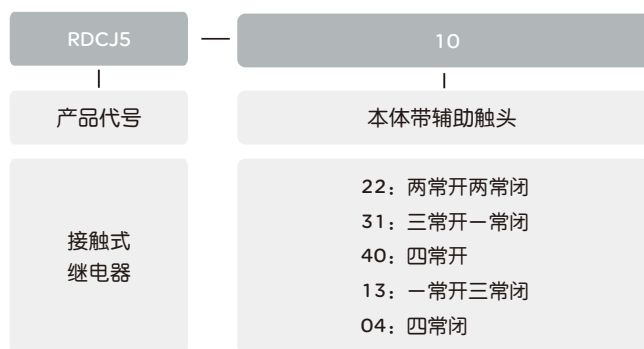 RDCJ5 — 10
产品代号
本体带辅助触头
接触式
继电器
22：两常开两常闭
31：三常开一常闭
40：四常开
13：一常开三常闭
04：四常闭